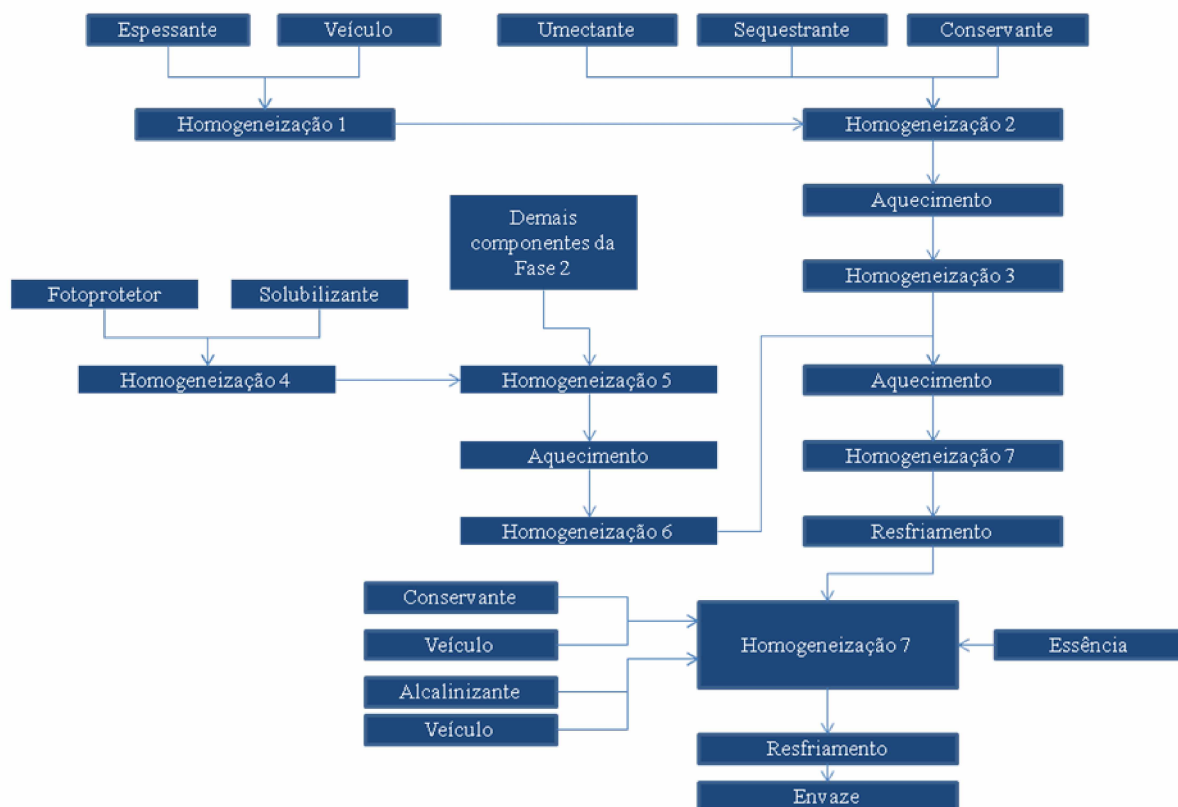 Espessante
Veículo
Umectante
Sequestrante
Conservante
Homogeneização 1
Homogeneização 2
Aquecimento
Demais
componentes da
Fase 2
Homogeneização 3
Fotoprotetor
Solubilizante
Homogeneização 4
Homogeneização 5
Aquecimento
Aquecimento
Homogeneização 7
Homogeneização 6
Resfriamento
Conservante
Veículo
Homogeneização 7
Essência
Alcalinizante
Veículo
Resfriamento
Envaze